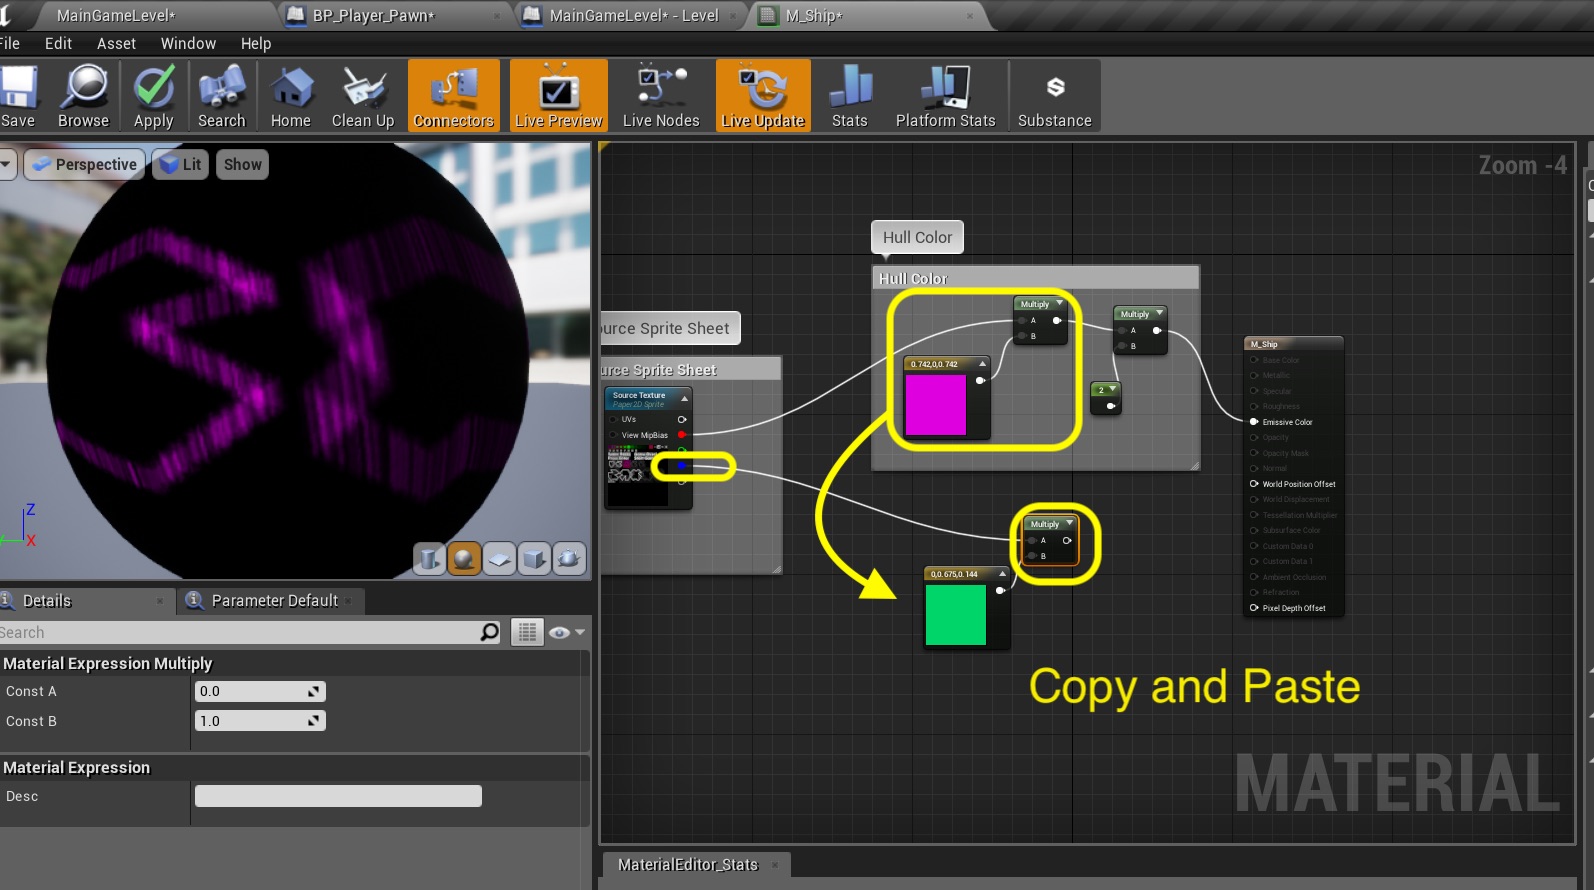 MainGameLevel*
BP_Player_Pawn*
MainGameLevel* - Level
M_Ship*
File
Edit
Asset
Window
Help
Save
Browse
Apply
Search
Home
Clean Up
Connectors
Live Preview
Live Nodes
Live Update
Stats
Platform Stats
Substance
Perspective
Lit
Show
Zoom -4
Hull Color
Hull Color
Multiply
A
B
Multiply
A
B
0.742,0,0.742
2
ource Sprite Sheet
urce Sprite Sheet
Source Texture
Paper2D Sprite
UVs
View MipBias
M_Ship
Base Color
Metallic
Specular
Roughness
Emissive Color
Opacity
Opacity Mask
Normal
World Position Offset
World Displacement
Tessellation Multiplier
Subsurface Color
Custom Data 0
Custom Data 1
Ambient Occlusion
Refraction
Pixel Depth Offset
Multiply
A
B
0,0.675,0.144
Copy and Paste
MATERIAL
Z
X
Details
Parameter Default
Search
Material Expression Multiply
Const A
0.0
Const B
1.0
Material Expression
Desc
MaterialEditor_Stats